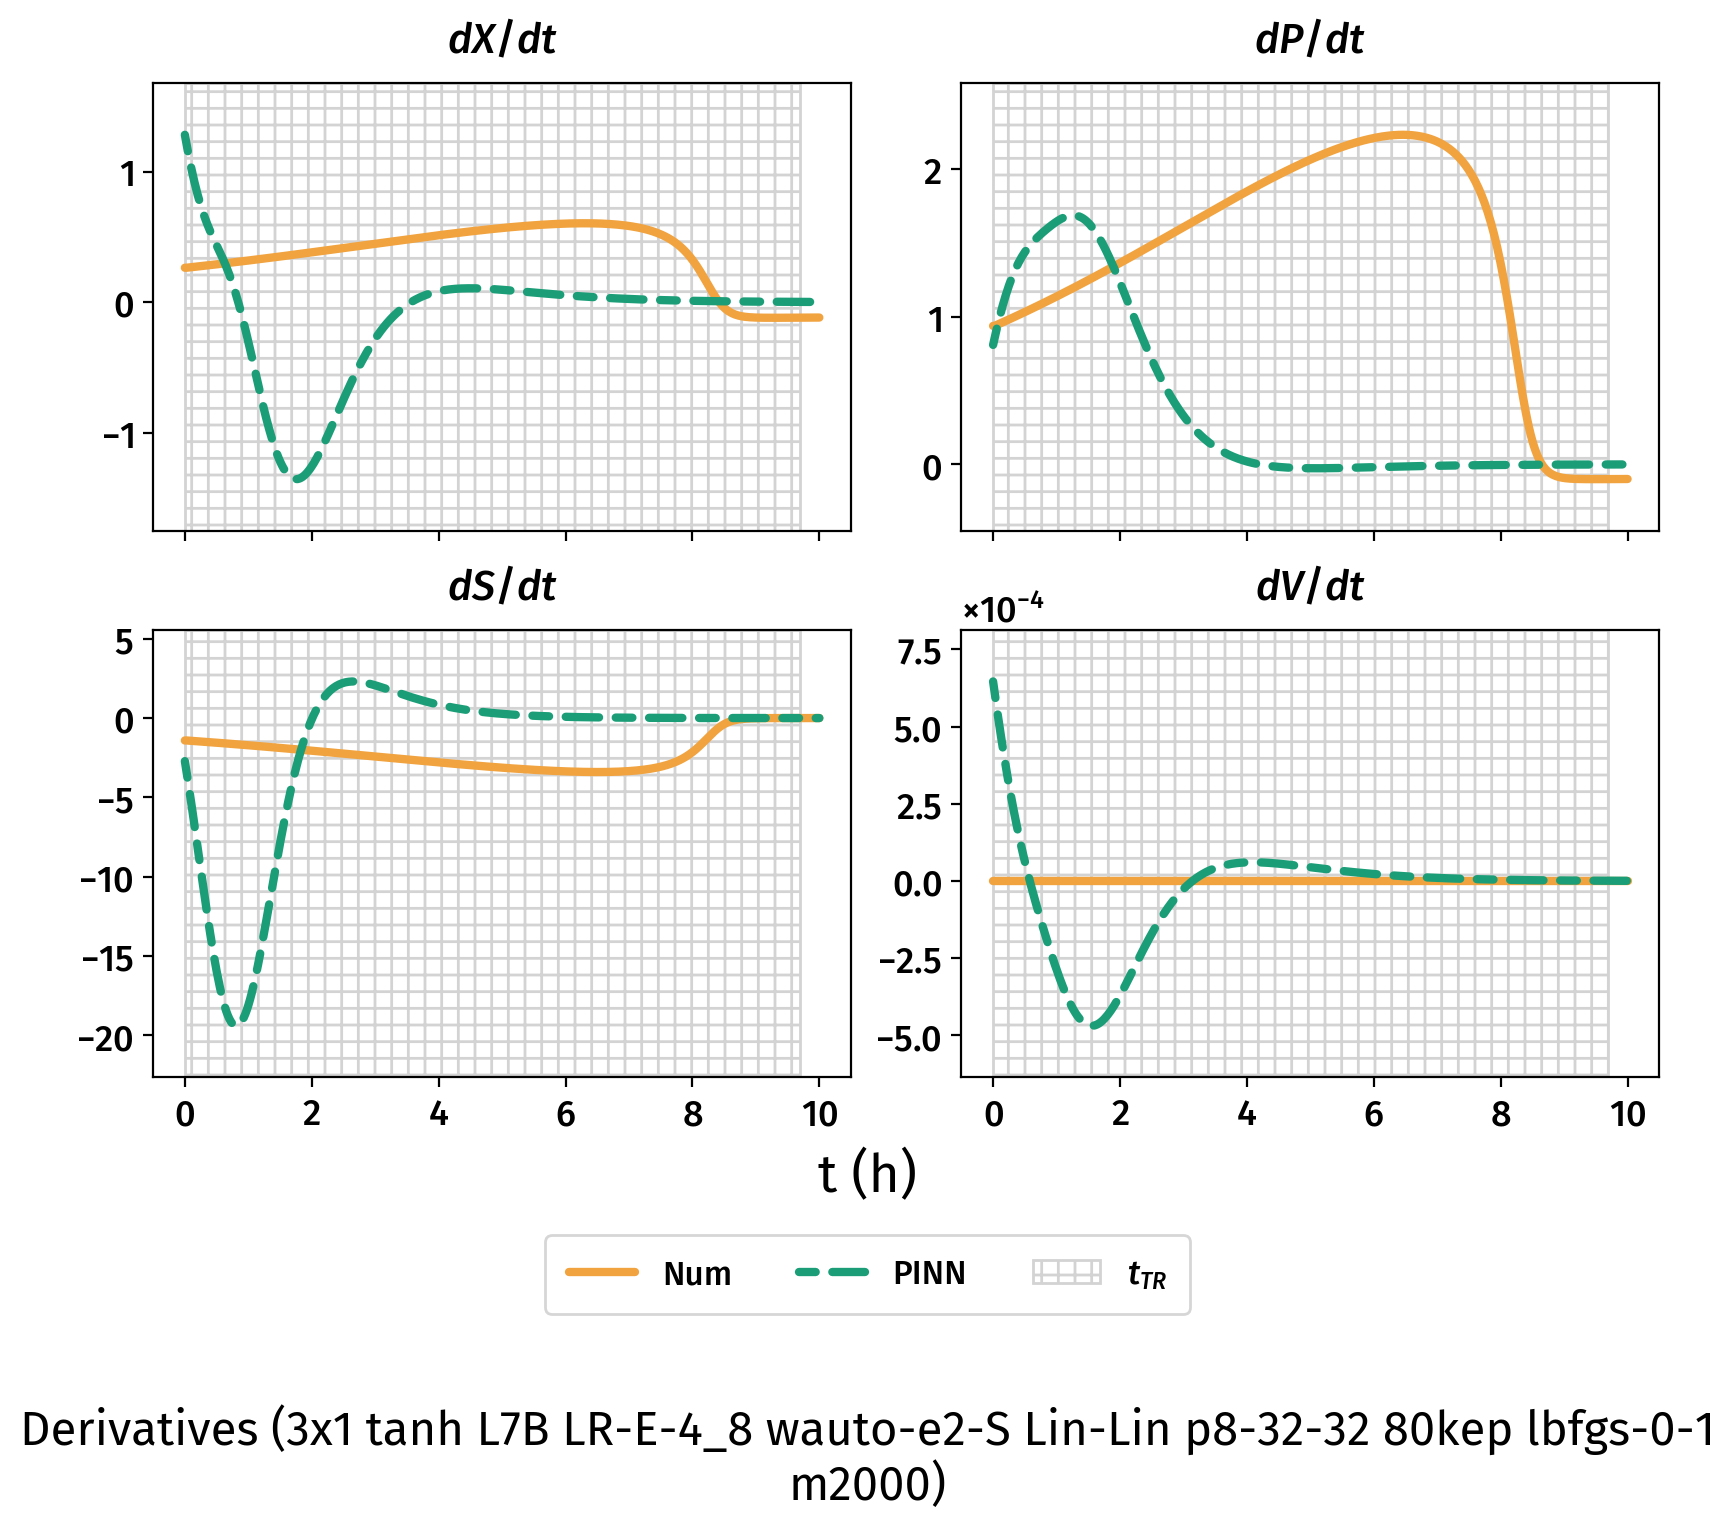 dX/dt
dP/dt
1
0
−1
2
1
0
dS/dt
dV/dt
×10⁻⁴
5
0
−5
−10
−15
−20
7.5
5.0
2.5
0.0
−2.5
−5.0
0 2 4 6 8 10
0 2 4 6 8 10
t (h)
Num PINN t_TR
Derivatives (3x1 tanh L7B LR-E-4_8 wauto-e2-S Lin-Lin p8-32-32 80kep lbfgs-0-1
m2000)